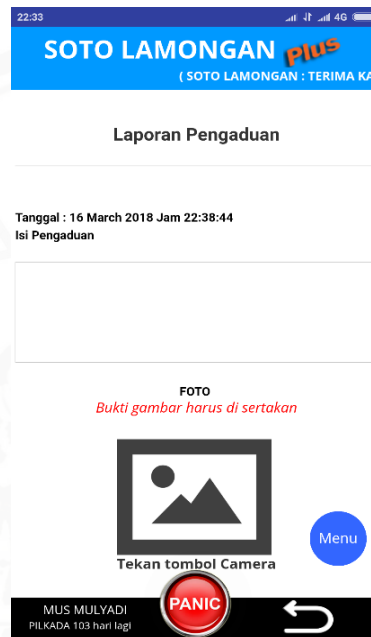 22:33
4G
SOTO LAMONGAN Plus
( SOTO LAMONGAN : TERIMA KA
Laporan Pengaduan
Tanggal : 16 March 2018 Jam 22:38:44
Isi Pengaduan
FOTO
Bukti gambar harus di sertakan
Menu
Tekan tombol Camera
PANIC
MUS MULYADI
PILKADA 103 hari lagi